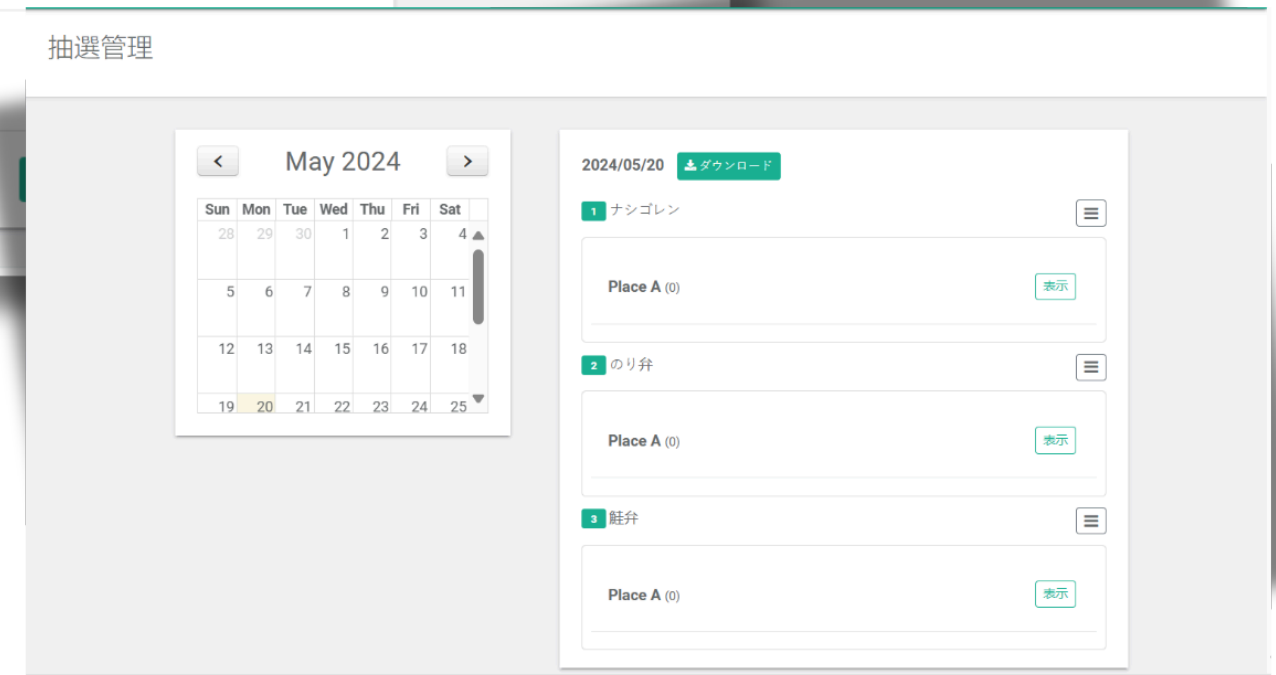 抽選管理
May 2024
Sun Mon Tue Wed Thu Fri Sat
28 29 30 1 2 3 4
5 6 7 8 9 10 11
12 13 14 15 16 17 18
19 20 21 22 23 24 25
2024/05/20 ダウンロード
1 ナシゴレン
Place A (0) 表示
2 のり弁
Place A (0) 表示
3 鮭弁
Place A (0) 表示